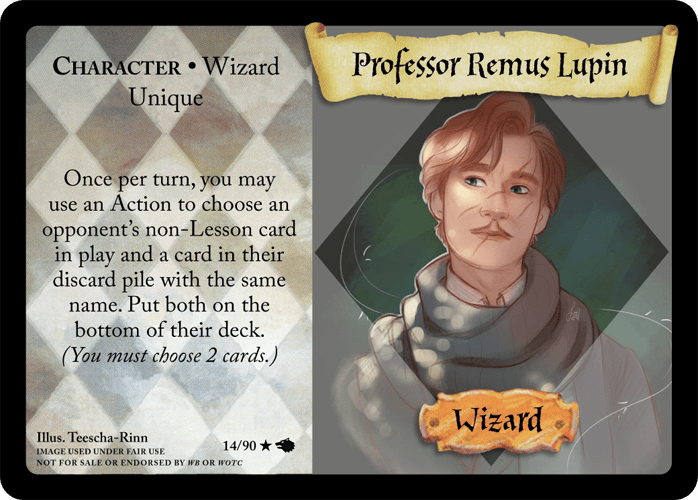 CHARACTER • Wizard
Unique
Once per turn, you may
use an Action to choose an
opponent's non-Lesson card
in play and a card in their
discard pile with the same
name. Put both on the
bottom of their deck.
(You must choose 2 cards.)
Illus. Teescha-Rinn
IMAGE USED UNDER FAIR USE
NOT FOR SALE OR ENDORSED BY WB OR WOTC
14/90 ★
Professor Remus Lupin
Wizard